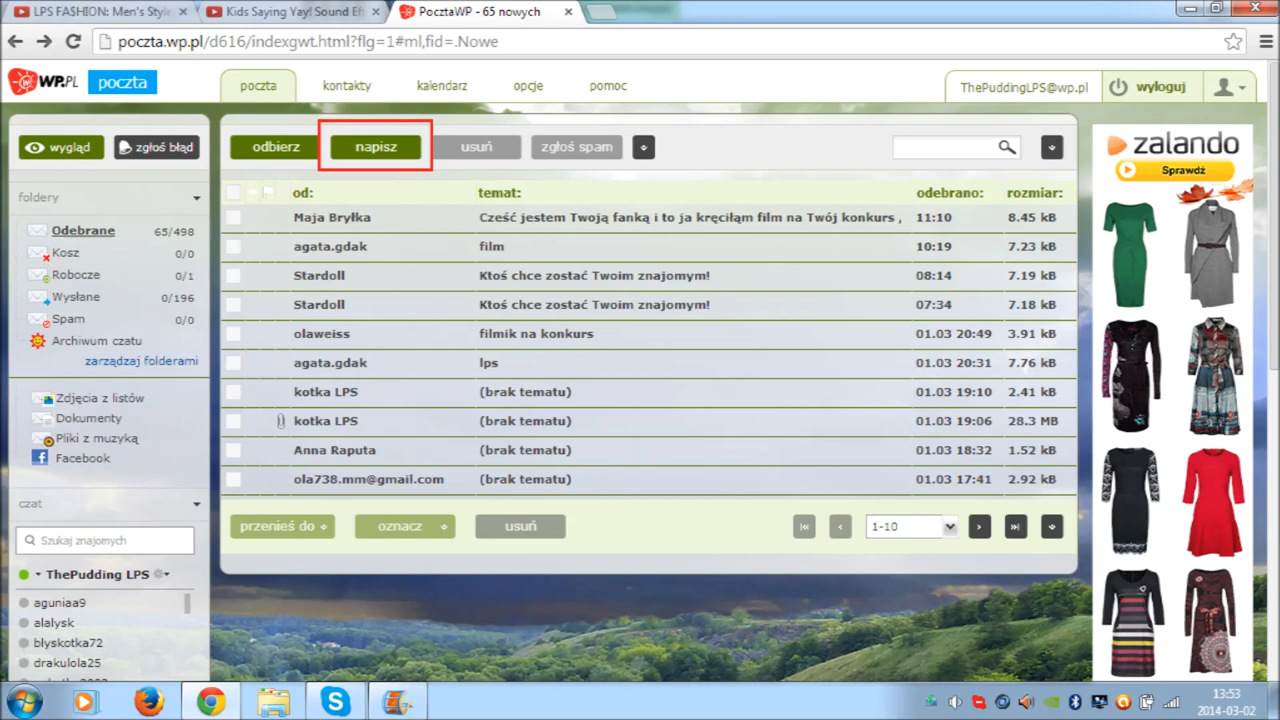 LPS FASHION: Men's Style
Kids Saying Yay! Sound Eff
PocztaWP - 65 nowych
poczta.wp.pl/d616/indexgwt.html?flg=1#ml,fid=.Nowe
WP.PL poczta
poczta kontakty kalendarz opcje pomoc
ThePuddingLPS@wp.pl wyloguj
wygląd zgłoś błąd
foldery
Odebrane 65/498
Kosz 0/0
Robocze 0/1
Wysłane 0/196
Spam 0/0
Archiwum czatu
zarządzaj folderami
Zdjęcia z listów
Dokumenty
Pliki z muzyką
Facebook
czat
Szukaj znajomych
ThePudding LPS
aguniaa9
alalysk
błyskotka72
drakulola25
odbierz napisz usuń zgłoś spam
od: temat: odebrano: rozmiar:
Maja Bryłka Cześć jestem Twoją fanką i to ja kręciłąm film na Twój konkurs , 11:10 8.45 kB
agata.gdak film 10:19 7.23 kB
Stardoll Ktoś chce zostać Twoim znajomym! 08:14 7.19 kB
Stardoll Ktoś chce zostać Twoim znajomym! 07:34 7.18 kB
olaweiss filmik na konkurs 01.03 20:49 3.91 kB
agata.gdak lps 01.03 20:31 7.76 kB
kotka LPS (brak tematu) 01.03 19:10 2.41 kB
kotka LPS (brak tematu) 01.03 19:06 28.3 MB
Anna Raputa (brak tematu) 01.03 18:32 1.52 kB
ola738.mm@gmail.com (brak tematu) 01.03 17:41 2.92 kB
przenieś do oznacz usuń 1-10
zalando
Sprawdź
13:53
2014-03-02